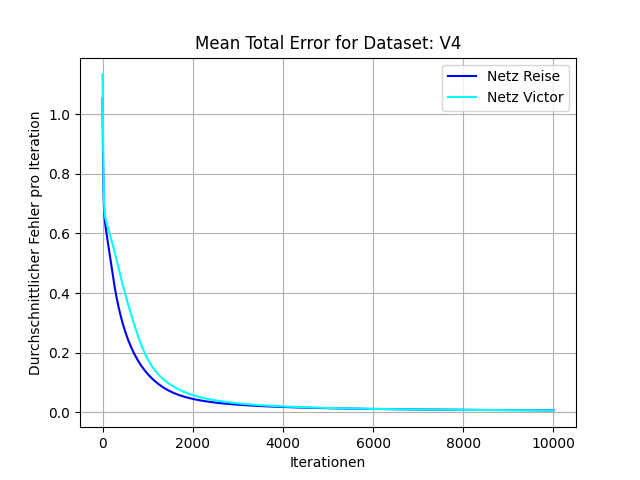 Mean Total Error for Dataset: V4
Netz Reise
Netz Victor
Durchschnittlicher Fehler pro Iteration
1.0
0.8
0.6
0.4
0.2
0.0
0 2000 4000 6000 8000 10000
Iterationen